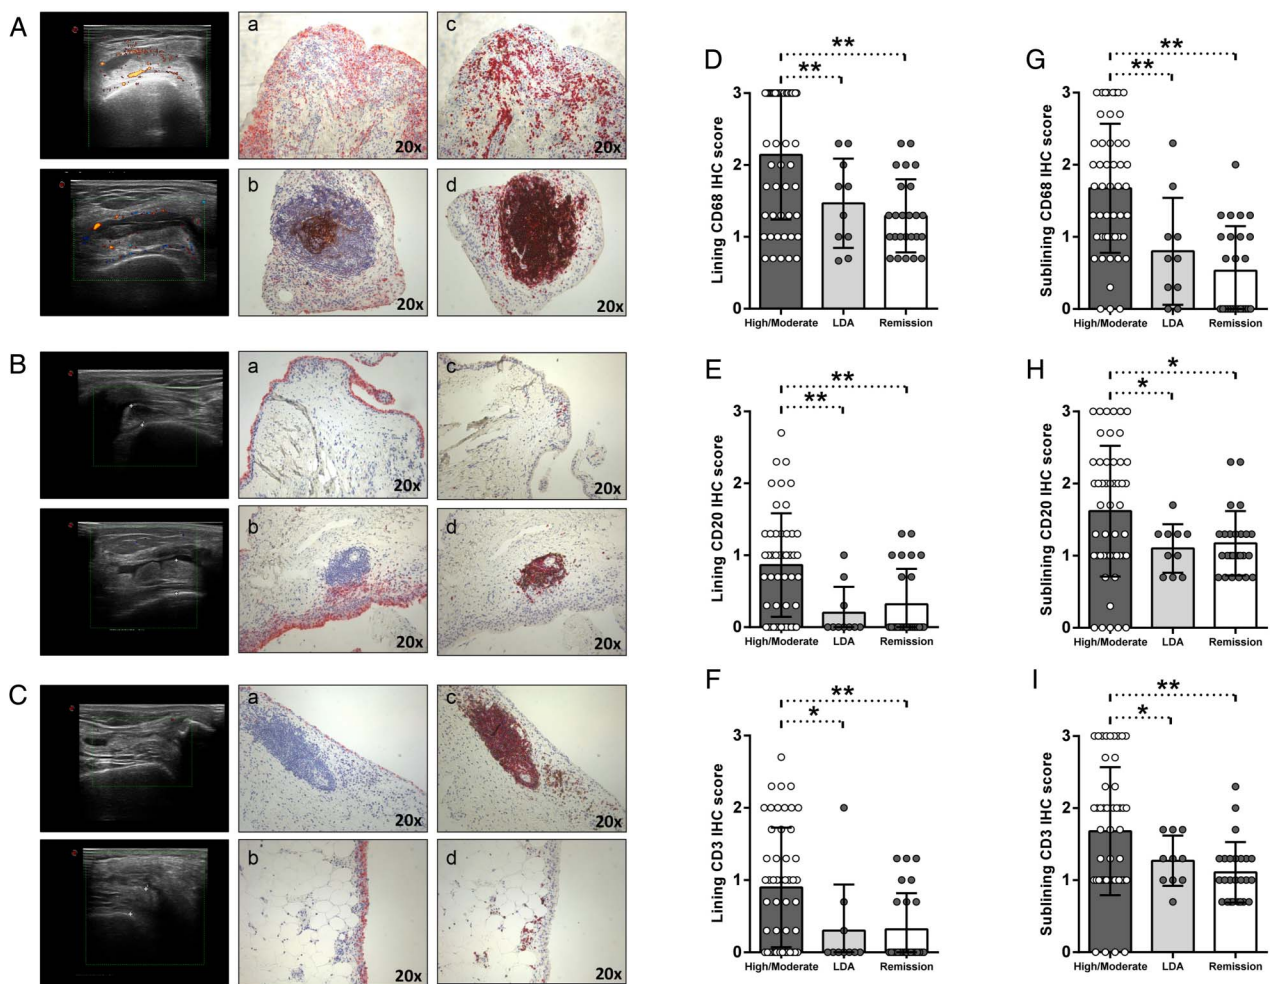 A
a
20x
c
20x
b
20x
d
20x
B
a
20x
c
20x
b
20x
d
20x
C
a
20x
c
20x
b
20x
d
20x
D
**
**
Lining CD68 IHC score
3
2
1
0
High/Moderate LDA Remission
G
**
**
Sublining CD68 IHC score
3
2
1
0
High/Moderate LDA Remission
E
**
**
Lining CD20 IHC score
3
2
1
0
High/Moderate LDA Remission
H
*
*
Sublining CD20 IHC score
3
2
1
0
High/Moderate LDA Remission
F
**
*
Lining CD3 IHC score
3
2
1
0
High/Moderate LDA Remission
I
**
*
Sublining CD3 IHC score
3
2
1
0
High/Moderate LDA Remission